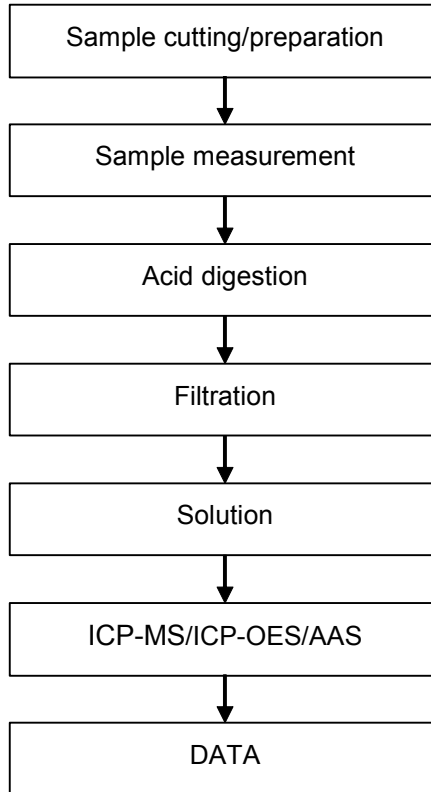 Sample cutting/preparation
Sample measurement
Acid digestion
Filtration
Solution
ICP-MS/ICP-OES/AAS
DATA